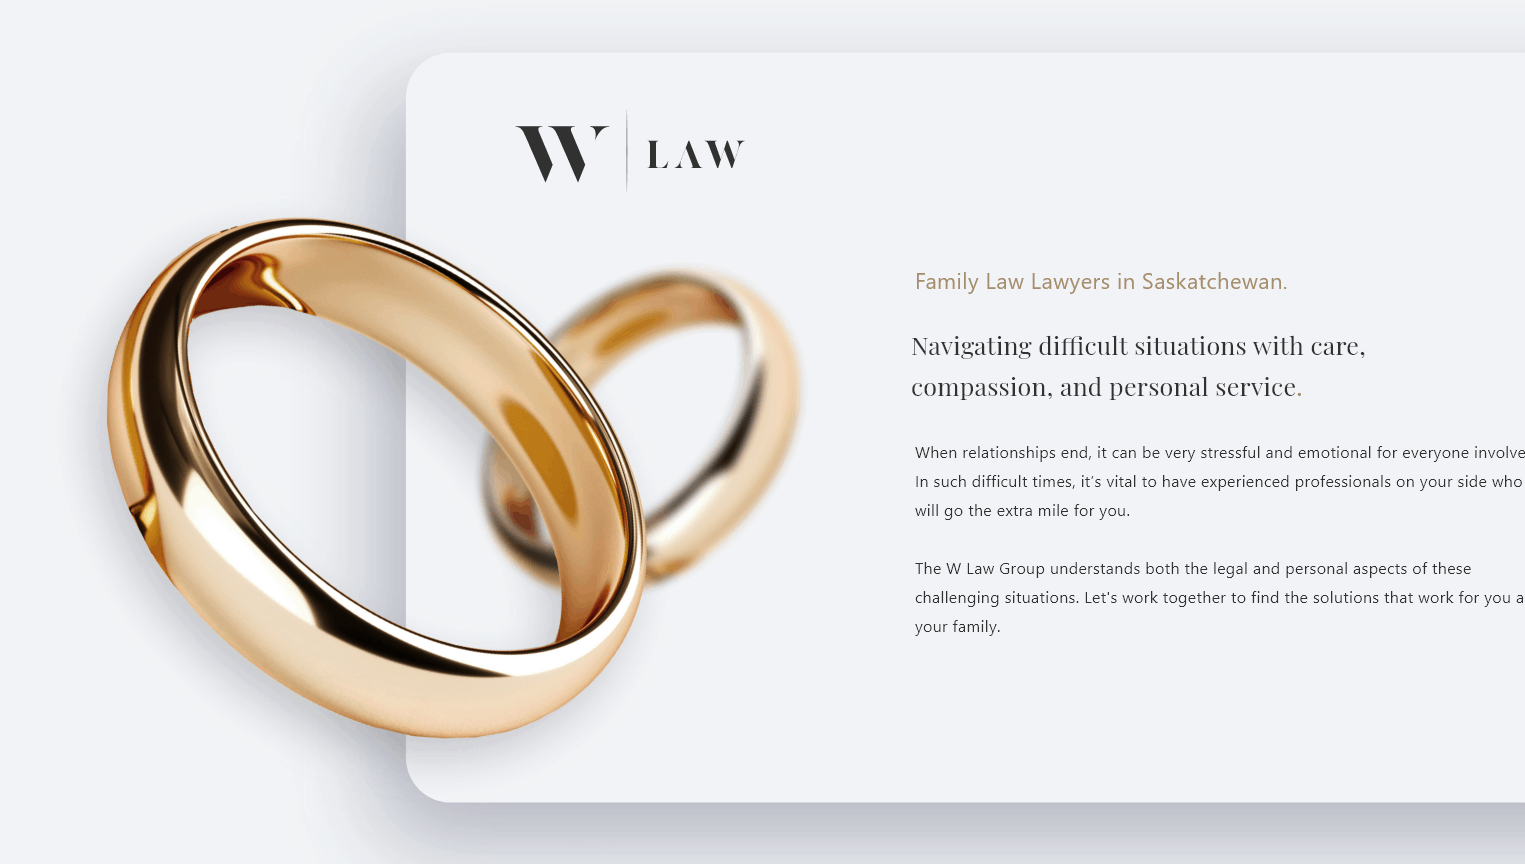 W LAW
Family Law Lawyers in Saskatchewan.
Navigating difficult situations with care,
compassion, and personal service.
When relationships end, it can be very stressful and emotional for everyone
In such difficult times, it's vital to have experienced professionals on your side who
will go the extra mile for you.
The W Law Group understands both the legal and personal aspects of these
challenging situations. Let's work together to find the solutions that work for you
your family.